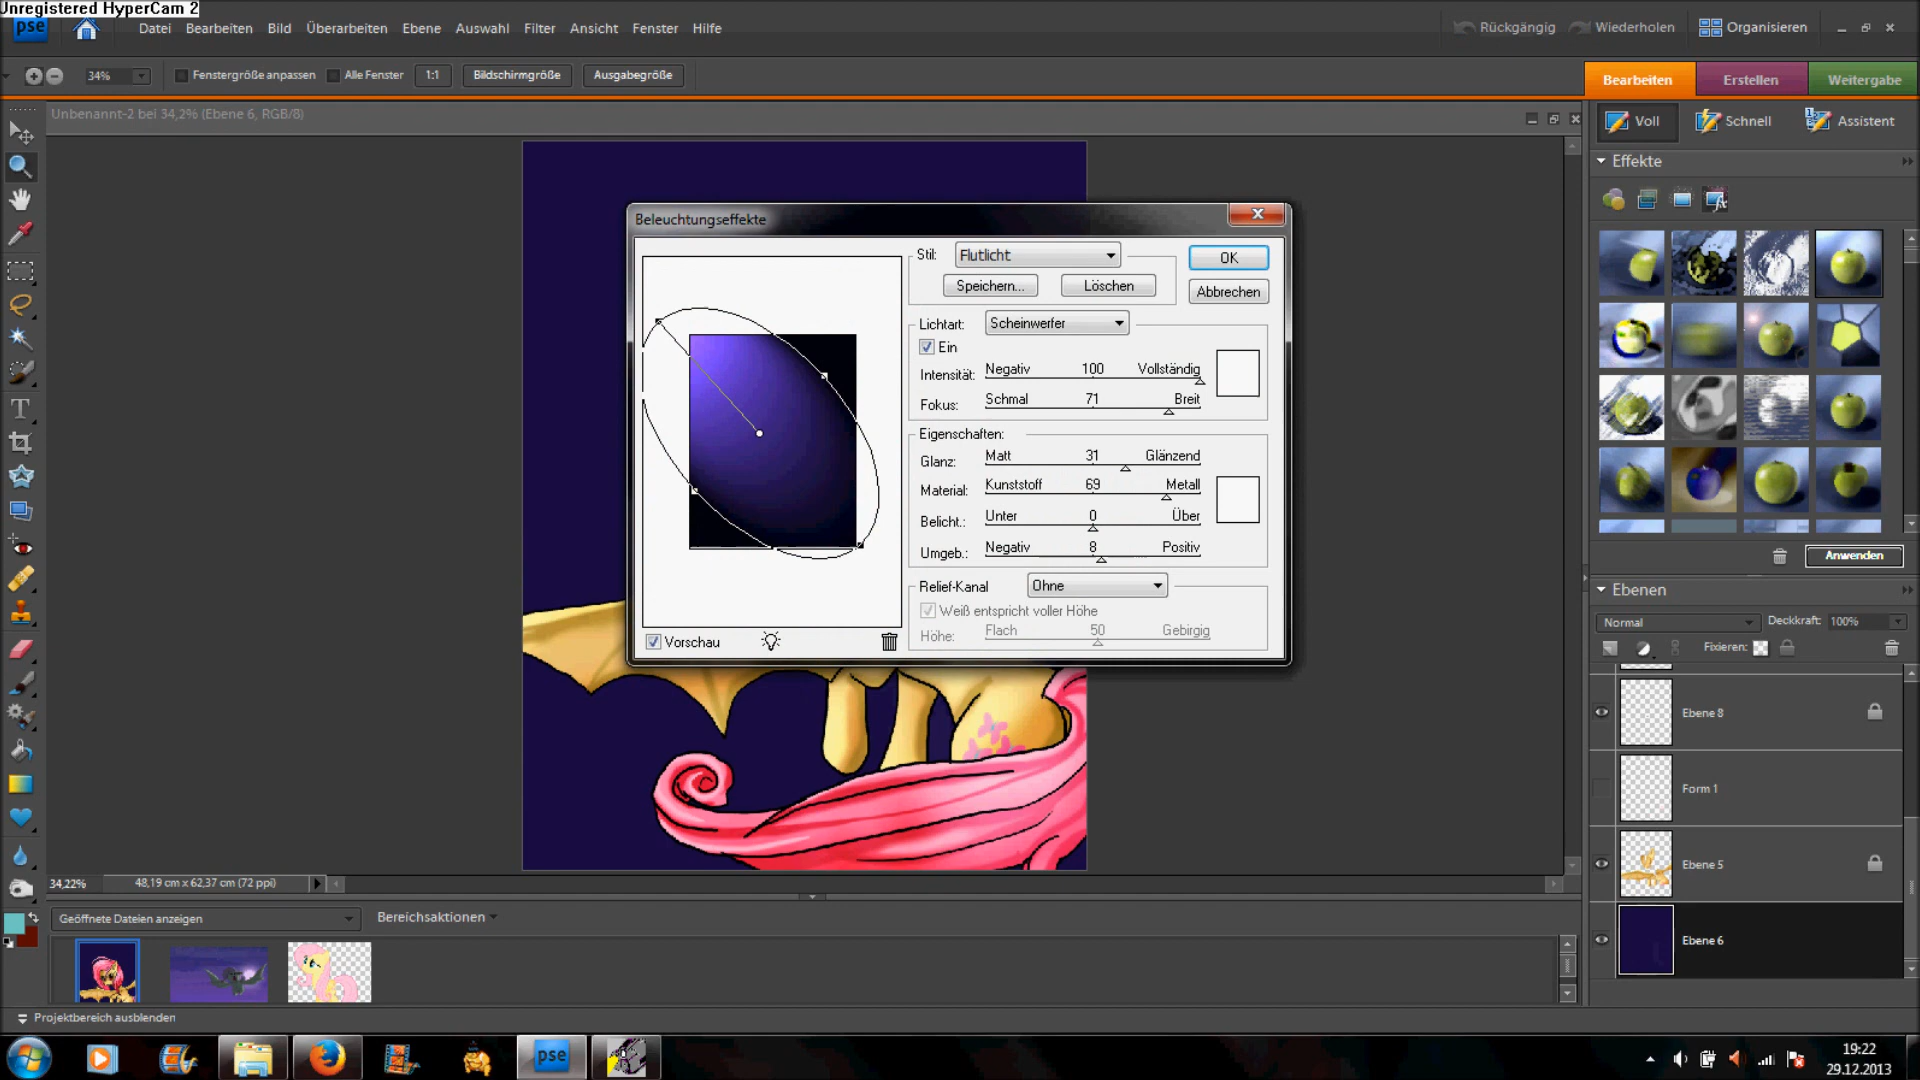 Unregistered HyperCam 2
pse Datei Bearbeiten Bild Überarbeiten Ebene Auswahl Filter Ansicht Fenster Hilfe Rückgängig Wiederholen Organisieren
34% Fenstergröße anpassen Alle Fenster 1:1 Bildschirmgröße Ausgabegröße Bearbeiten Erstellen Weitergabe
Unbenannt-2 bei 34,2% (Ebene 6, RGB/8)
Voll Schnell Assistent
Effekte
Beleuchtungseffekte
Stil: Flutlicht OK
Speichern... Löschen Abbrechen
Lichtart: Scheinwerfer
Ein
Intensität: Negativ 100 Vollständig
Fokus: Schmal 71 Breit
Eigenschaften:
Glanz: Matt 31 Glänzend
Material: Kunststoff 69 Metall
Belicht.: Unter 0 Über
Umgeb.: Negativ 8 Positiv
Relief-Kanal Ohne
Weiß entspricht voller Höhe
Höhe: Flach 50 Gebirgig
Vorschau
Anwenden
Ebenen
Normal Deckkraft: 100%
Fixieren:
Ebene 8
Form 1
Ebene 5
Ebene 6
34,22% 48,19 cm x 62,37 cm (72 ppi)
Geöffnete Dateien anzeigen Bereichsaktionen
Projektbereich ausblenden
pse
19:22
29.12.2013